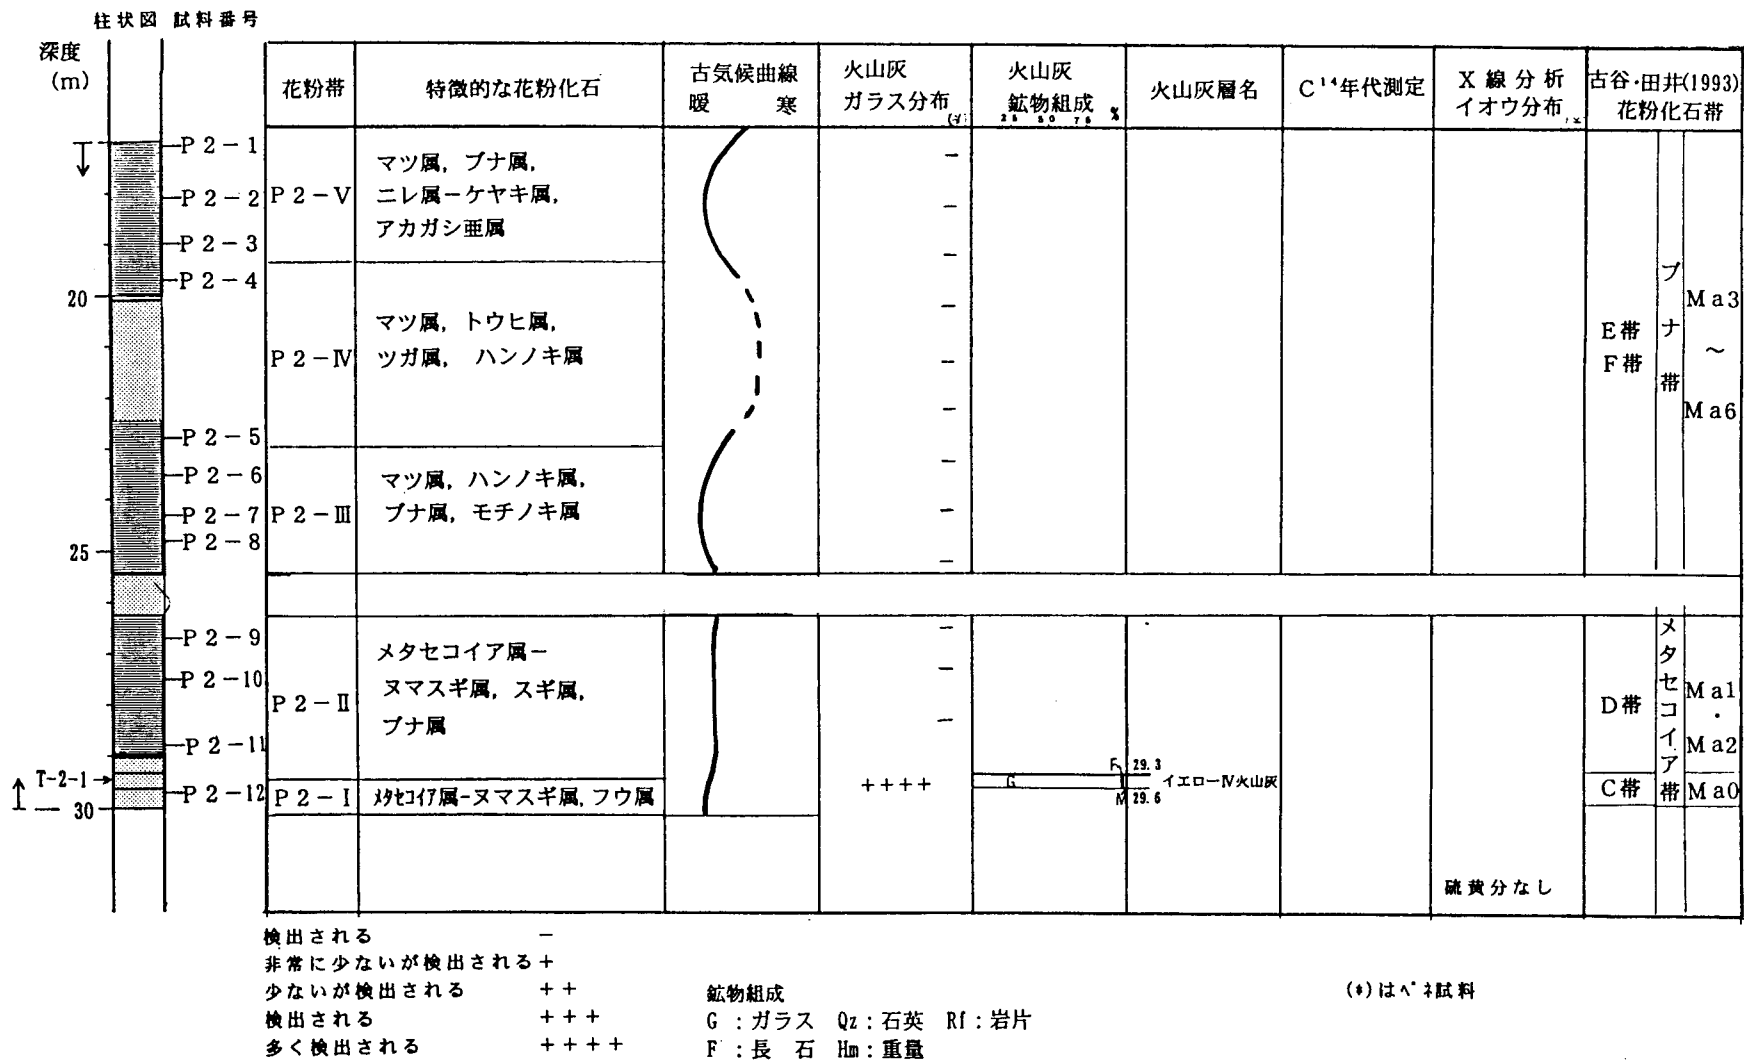 柱状図 試料番号
深度
(m)
花粉帯
特徴的な花粉化石
古気候曲線
暖 寒
火山灰
ガラス分布
火山灰
鉱物組成
25 50 75 %
火山灰層名
C¹⁴年代測定
X線分析
イオウ分布
古谷・田井(1993)
花粉化石帯
P2-1
P2-2
P2-3
P2-4
20
P2-5
P2-6
P2-7
P2-8
25
P2-9
P2-10
P2-11
T-2-1
P2-12
30
P2-Ⅴ
マツ属, ブナ属,
ニレ属-ケヤキ属,
アカガシ亜属
P2-Ⅳ
マツ属, トウヒ属,
ツガ属, ハンノキ属
P2-Ⅲ
マツ属, ハンノキ属,
ブナ属, モチノキ属
P2-Ⅱ
メタセコイア属-
ヌマスギ属, スギ属,
ブナ属
P2-Ⅰ
メタセコイア属-ヌマスギ属, フウ属
-
-
-
-
-
-
-
-
-
-
-
-
++++
F
G
M
29.3
29.6
イエローⅣ火山灰
硫黄分なし
E帯
F帯
ブナ帯
Ma3
~
Ma6
D帯
メタセコイア帯
Ma1
・
Ma2
C帯
Ma0
検出される -
非常に少ないが検出される +
少ないが検出される ++
検出される +++
多く検出される ++++
鉱物組成
G:ガラス Qz:石英 Rf:岩片
F:長 石 Hm:重量
(*)はペネ試料